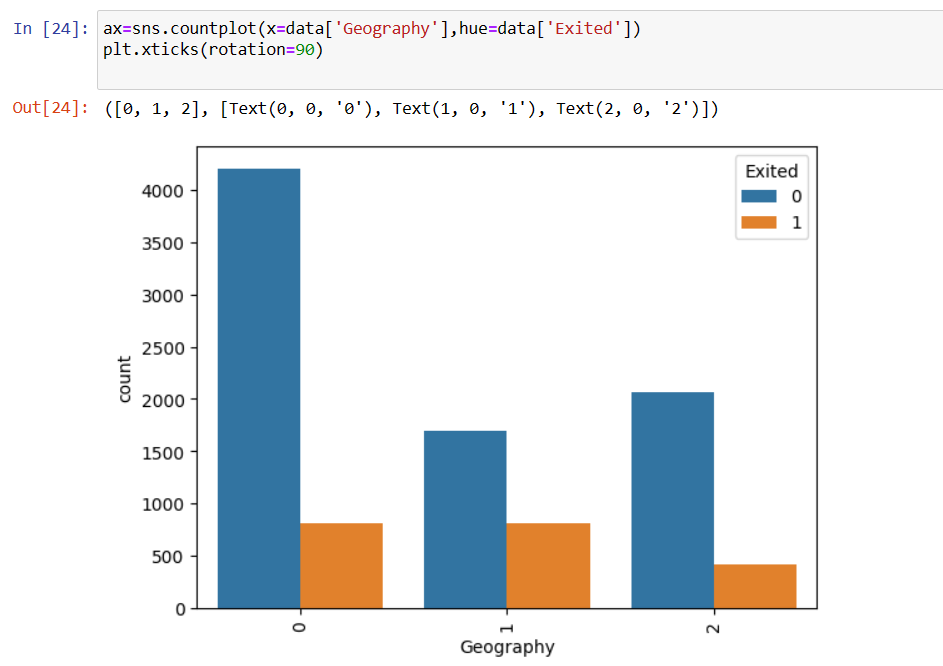 In [24]: ax=sns.countplot(x=data['Geography'],hue=data['Exited'])
plt.xticks(rotation=90)
Out[24]: ([0, 1, 2], [Text(0, 0, '0'), Text(1, 0, '1'), Text(2, 0, '2')])
Exited
0
1
4000
3500
3000
2500
2000
1500
1000
500
0
count
0
1
2
Geography